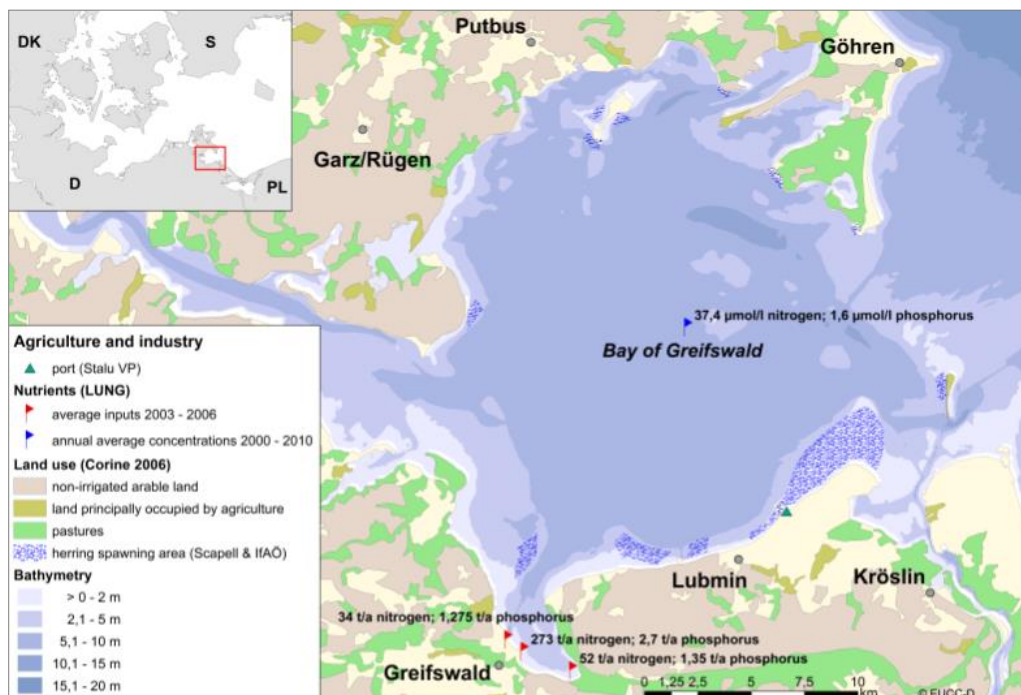 DK
S
D
PL
Putbus
Göhren
Garz/Rügen
37,4 µmol/l nitrogen; 1,6 µmol/l phosphorus
Bay of Greifswald
Agriculture and industry
port (Stalu VP)
Nutrients (LUNG)
average inputs 2003 - 2006
annual average concentrations 2000 - 2010
Land use (Corine 2006)
non-irrigated arable land
land principally occupied by agriculture
pastures
herring spawning area (Scapell & IfAÖ)
Bathymetry
> 0 - 2 m
2,1 - 5 m
5,1 - 10 m
10,1 - 15 m
15,1 - 20 m
Lubmin
Kröslin
34 t/a nitrogen; 1,275 t/a phosphorus
273 t/a nitrogen; 2,7 t/a phosphorus
52 t/a nitrogen; 1,35 t/a phosphorus
Greifswald
0 1,25 2,5 5 7,5 10
km
© EUCC-D